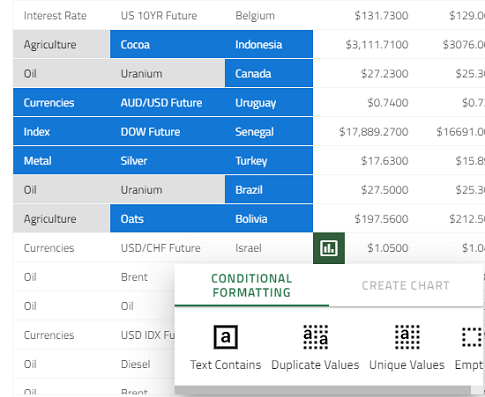 Interest Rate US 10YR Future Belgium $131.7300 $129.0
Agriculture Cocoa Indonesia $3,111.7100 $3076.0
Oil Uranium Canada $27.2300 $25.3
Currencies AUD/USD Future Uruguay $0.7400 $0.7
Index DOW Future Senegal $17,889.2700 $16691.0
Metal Silver Turkey $17.6300 $15.8
Oil Uranium Brazil $27.5000 $25.3
Agriculture Oats Bolivia $197.5600 $212.5
Currencies USD/CHF Future Israel $1.0500 $1.0
Oil Brent
CONDITIONAL FORMATTING
CREATE CHART
Oil Oil
Currencies USD IDX Fu
Oil Diesel
Text Contains Duplicate Values Unique Values Empt
Oil Brent